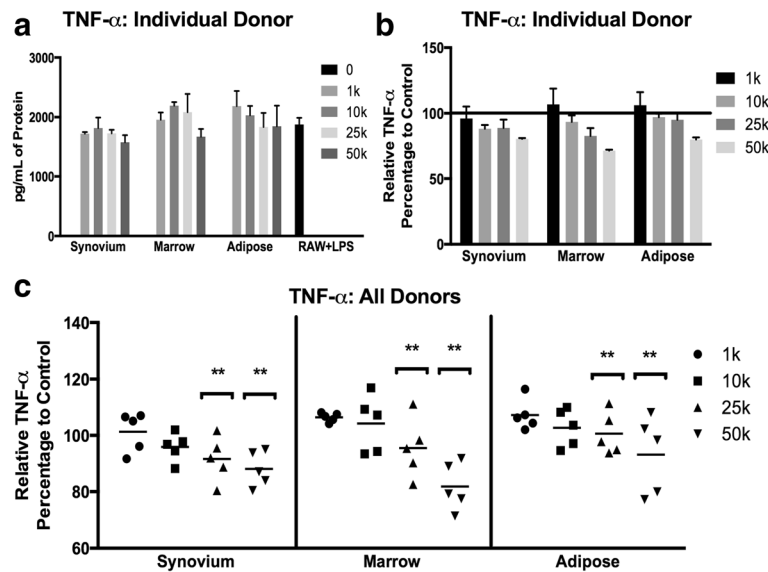 a
TNF-α: Individual Donor
3000
2000
1000
0
pg/mL of Protein
Synovium
Marrow
Adipose
RAW+LPS
0
1k
10k
25k
50k
b
TNF-α: Individual Donor
150
100
50
0
Relative TNF-α
Percentage to Control
Synovium
Marrow
Adipose
1k
10k
25k
50k
c
TNF-α: All Donors
140
120
100
80
60
Relative TNF-α
Percentage to Control
** **
** **
** **
Synovium
Marrow
Adipose
1k
10k
25k
50k